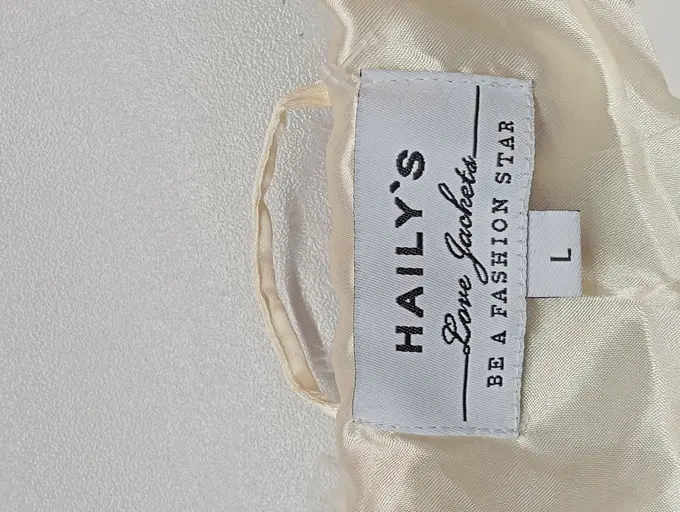 HAILY'S
Love Jackets
BE A FASHION STAR
L